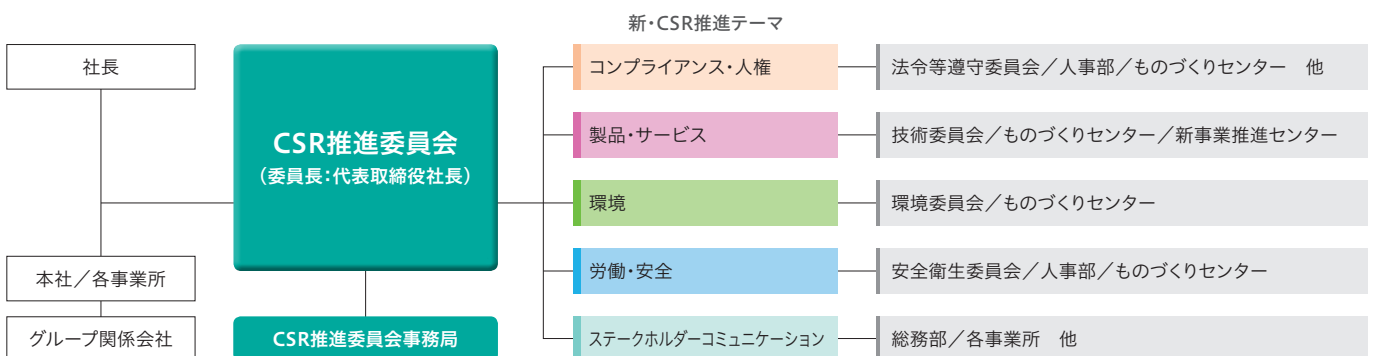 新・CSR推進テーマ
社長
CSR推進委員会
（委員長：代表取締役社長）
コンプライアンス・人権
法令等遵守委員会／人事部／ものづくりセンター　他
製品・サービス
技術委員会／ものづくりセンター／新事業推進センター
環境
環境委員会／ものづくりセンター
本社／各事業所
労働・安全
安全衛生委員会／人事部／ものづくりセンター
グループ関係会社
CSR推進委員会事務局
ステークホルダーコミュニケーション
総務部／各事業所　他